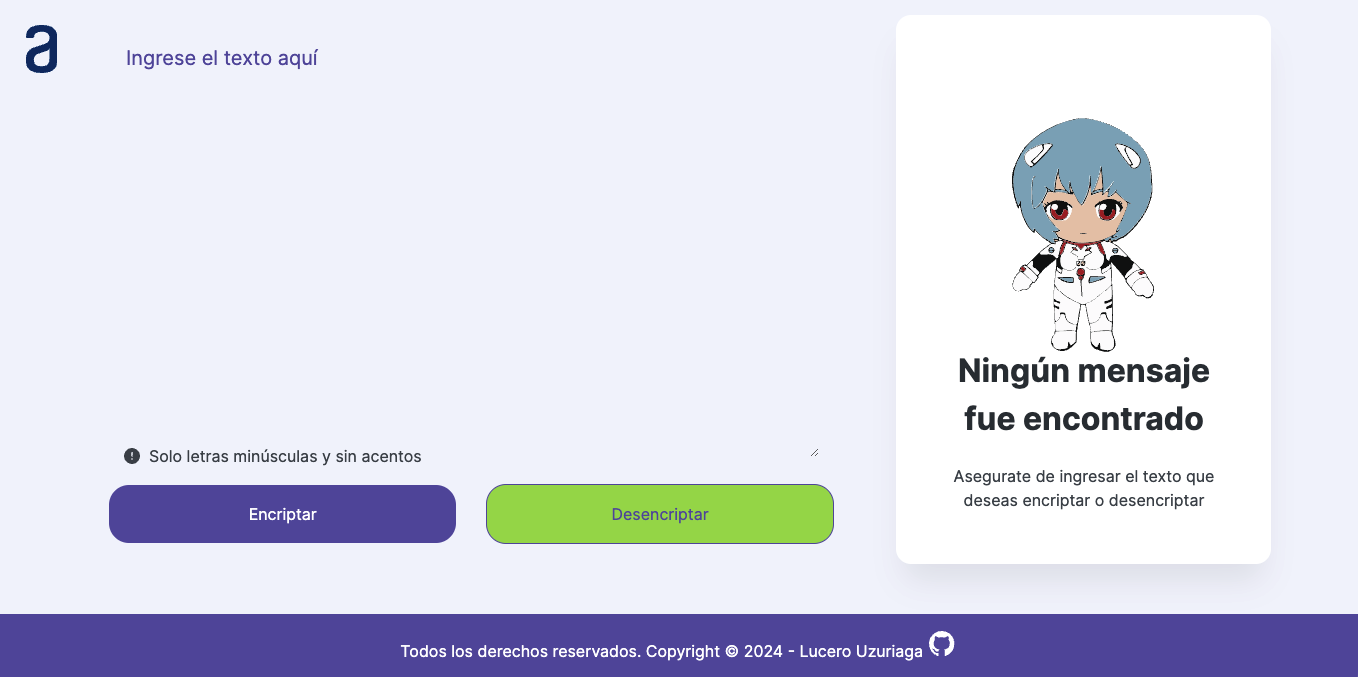 a
Ingrese el texto aquí
Solo letras minúsculas y sin acentos
Encriptar
Desencriptar
Ningún mensaje
fue encontrado
Asegurate de ingresar el texto que
deseas encriptar o desencriptar
Todos los derechos reservados. Copyright © 2024 - Lucero Uzuriaga